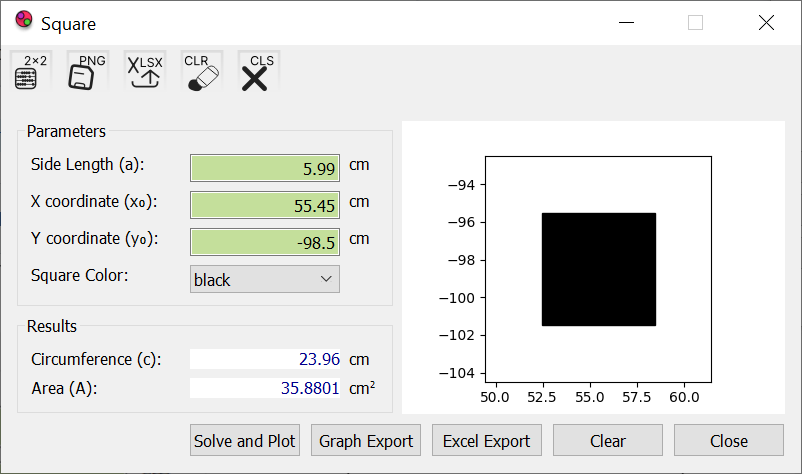 Square
2×2 PNG XLSX CLR CLS
Parameters
Side Length (a): 5.99 cm
X coordinate (x₀): 55.45 cm
Y coordinate (y₀): -98.5 cm
Square Color: black
Results
Circumference (c): 23.96 cm
Area (A): 35.8801 cm²
−94
−96
−98
−100
−102
−104
50.0 52.5 55.0 57.5 60.0
Solve and Plot Graph Export Excel Export Clear Close